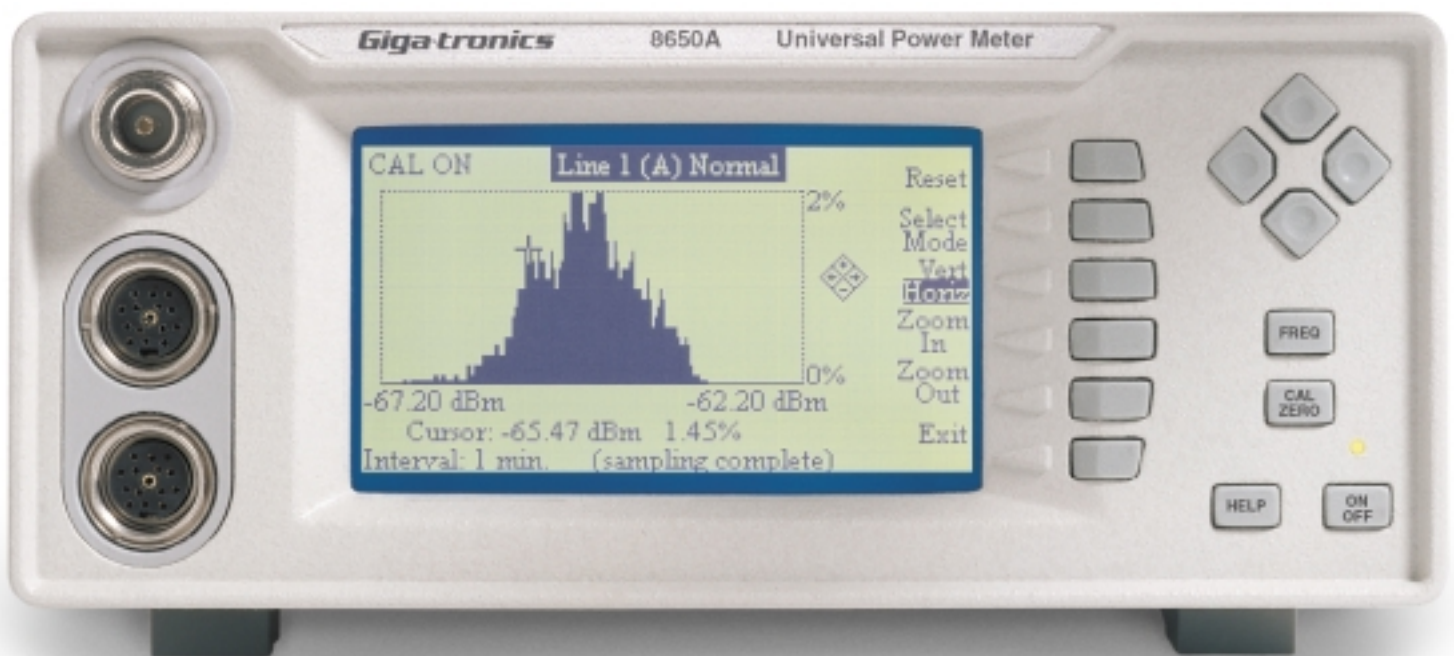 Giga-tronics 8650A Universal Power Meter
CAL ON Line 1 (A) Normal
Reset
2%
Select
Mode
Vert
Horiz
Zoom
In
Zoom
Out
0%
-67.20 dBm -62.20 dBm
Cursor: -65.47 dBm 1.45%
Exit
Interval: 1 min. (sampling complete)
FREQ
CAL
ZERO
HELP
ON
OFF